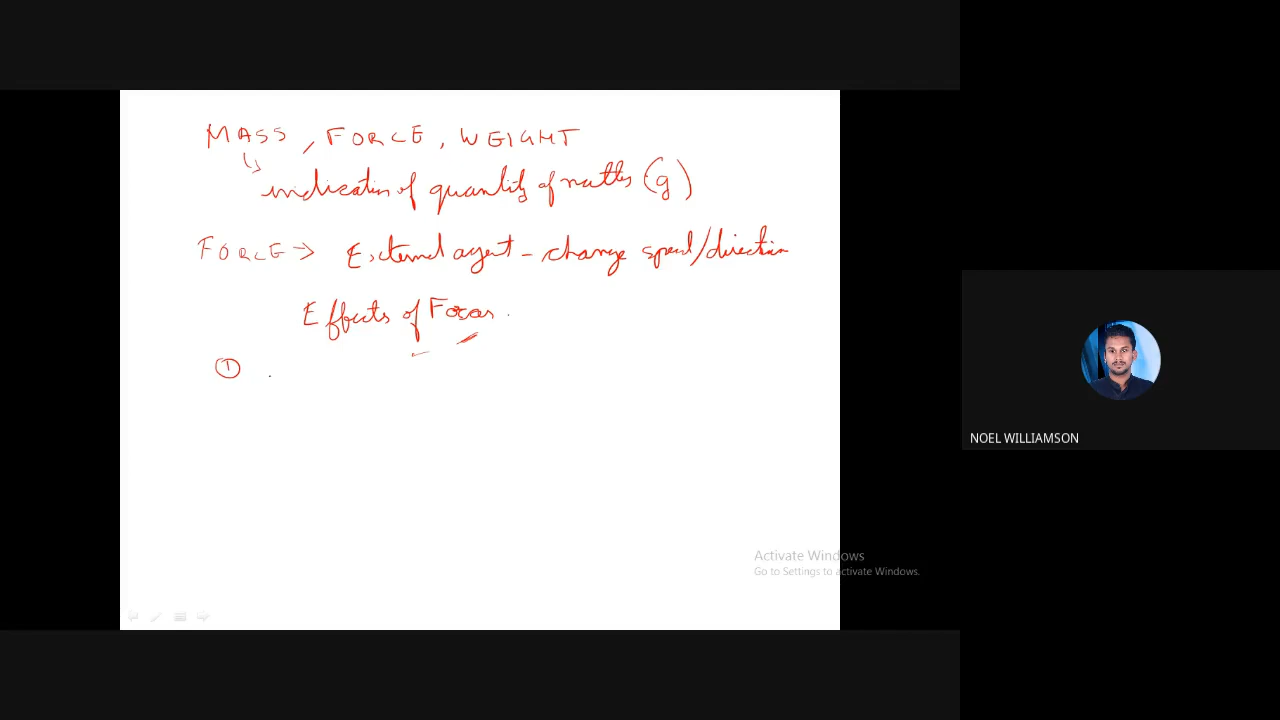 MASS, FORCE, WEIGHT
indication of quantity of matter (g)
FORCE → External agent - change speed/direction
Effects of
①
NOEL WILLIAMSON
Activate Windows
Go to Settings to activate Windows.